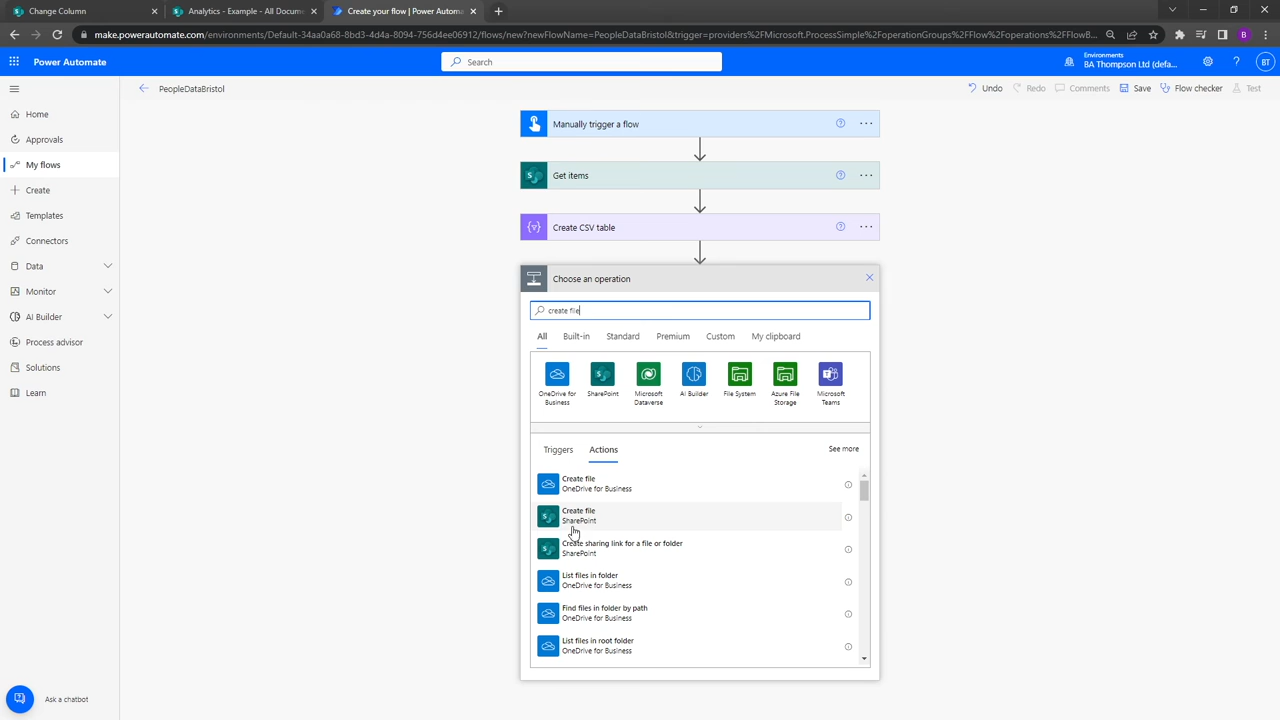 Change Column
Analytics - Example - All Docume
Create your flow | Power Automa
make.powerautomate.com/environments/Default-34aa0a68-8bd3-4d4a-8094-756d4ee06912/flows/new?newFlowName=PeopleDataBristol&trigger=providers%2FMicrosoft.ProcessSimple%2FoperationGroups%2FFlow%2Foperations%2FFlowB...
B
Power Automate
Search
Environments
BA Thompson Ltd (defa...
BT
PeopleDataBristol
Undo
Redo
Comments
Save
Flow checker
Test
Home
Approvals
My flows
Create
Templates
Connectors
Data
Monitor
AI Builder
Process advisor
Solutions
Learn
Ask a chatbot
Manually trigger a flow
Get items
Create CSV table
Choose an operation
create file
All
Built-in
Standard
Premium
Custom
My clipboard
OneDrive for
Business
SharePoint
Microsoft
Dataverse
AI Builder
File System
Azure File
Storage
Microsoft
Teams
Triggers
Actions
See more
Create file
OneDrive for Business
Create file
SharePoint
Create sharing link for a file or folder
SharePoint
List files in folder
OneDrive for Business
Find files in folder by path
OneDrive for Business
List files in root folder
OneDrive for Business